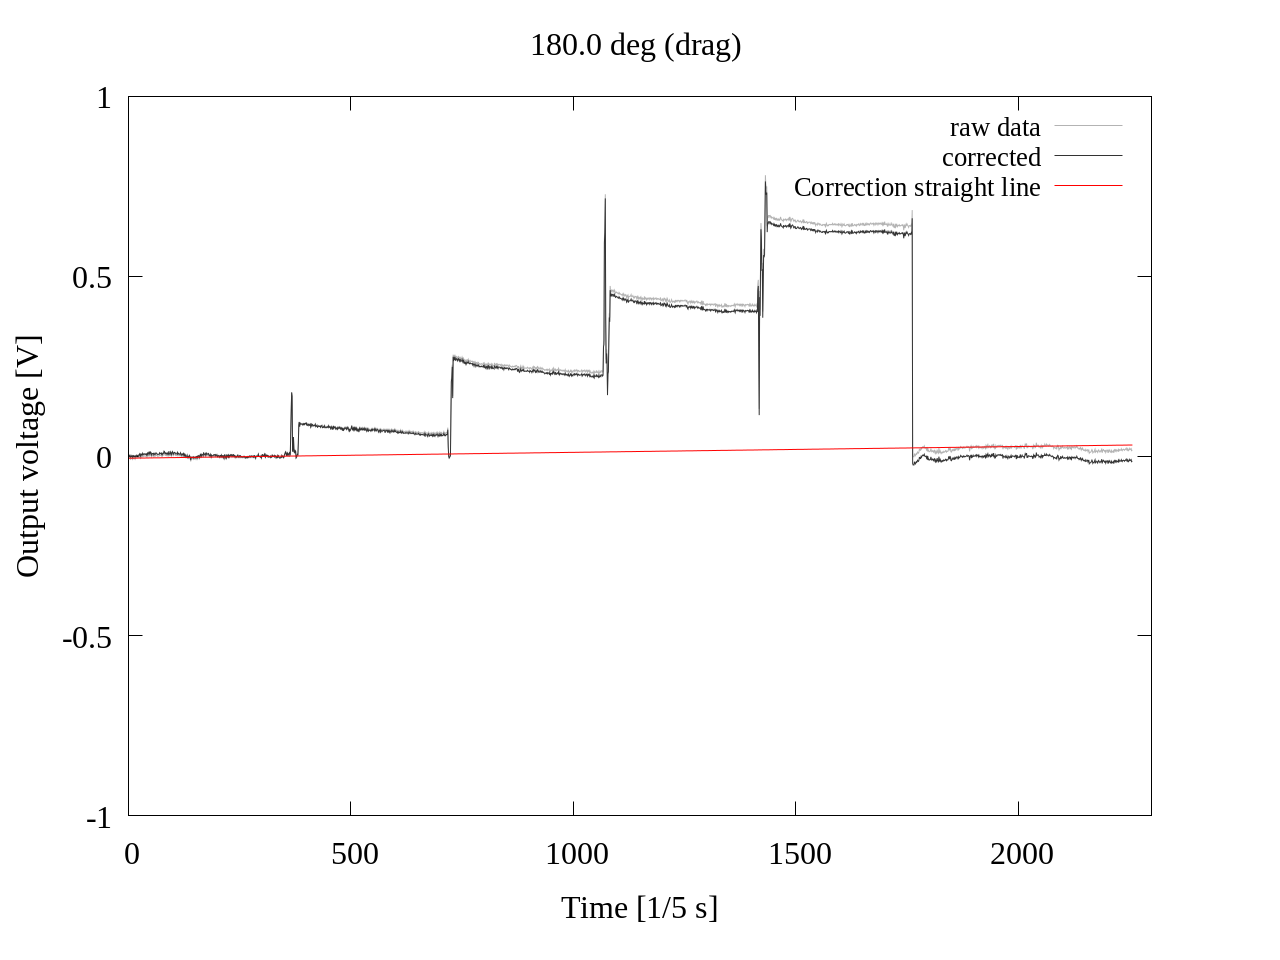 180.0 deg (drag)
1
0.5
0
-0.5
-1
Output voltage [V]
raw data
corrected
Correction straight line
0 500 1000 1500 2000
Time [1/5 s]